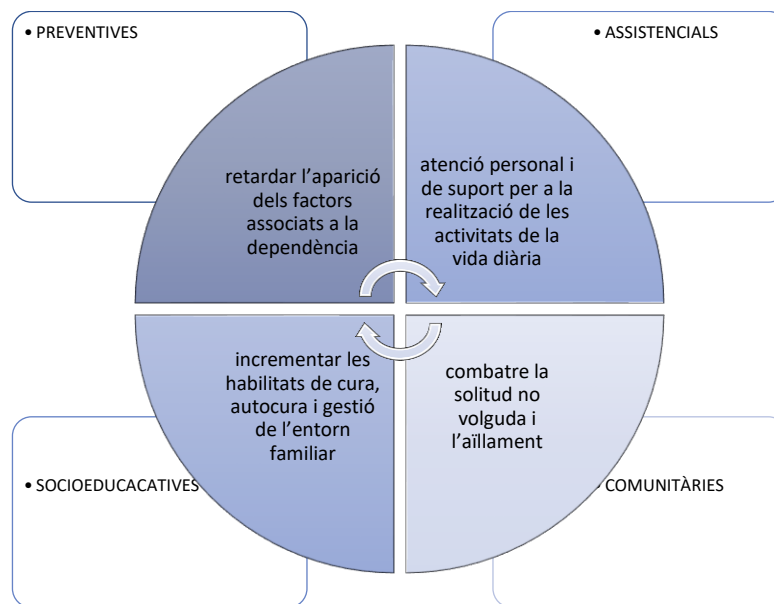 • PREVENTIVES
• ASSISTENCIALS
retardar l’aparició
dels factors
associats a la
dependència
atenció personal i
de suport per a la
realització de les
activitats de la
vida diària
incrementar les
habilitats de cura,
autocura i gestió
de l’entorn
familiar
combatre la
solitud no
volguda i
l’aïllament
• SOCIOEDUCACATIVES
• COMUNITÀRIES